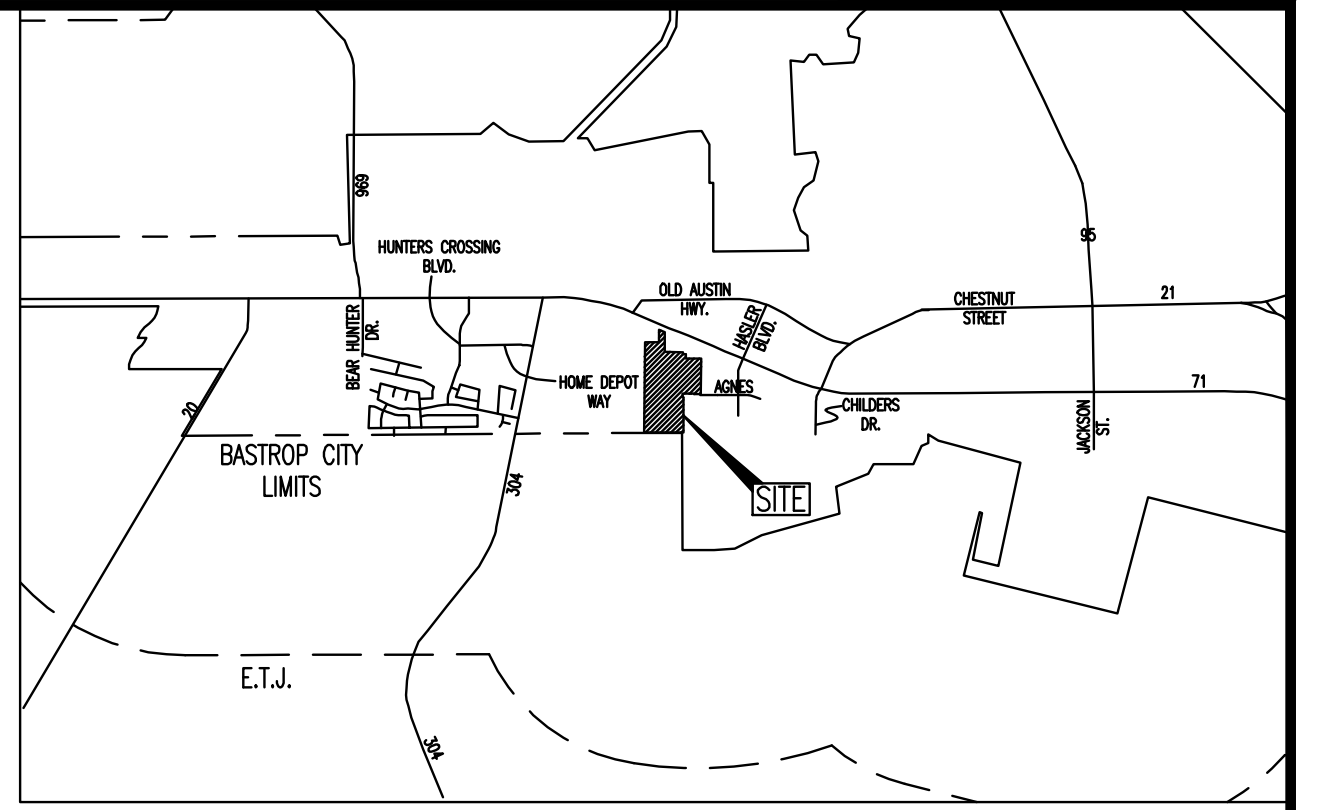 969
HUNTERS CROSSING
BLVD.
95
OLD AUSTIN
HWY.
CHESTNUT
STREET
21
BEAR HUNTER
DR.
HASLER
BLVD.
HOME DEPOT
WAY
AGNES
71
20
CHILDERS
DR.
JACKSON
ST.
BASTROP CITY
LIMITS
304
SITE
E.T.J.
304